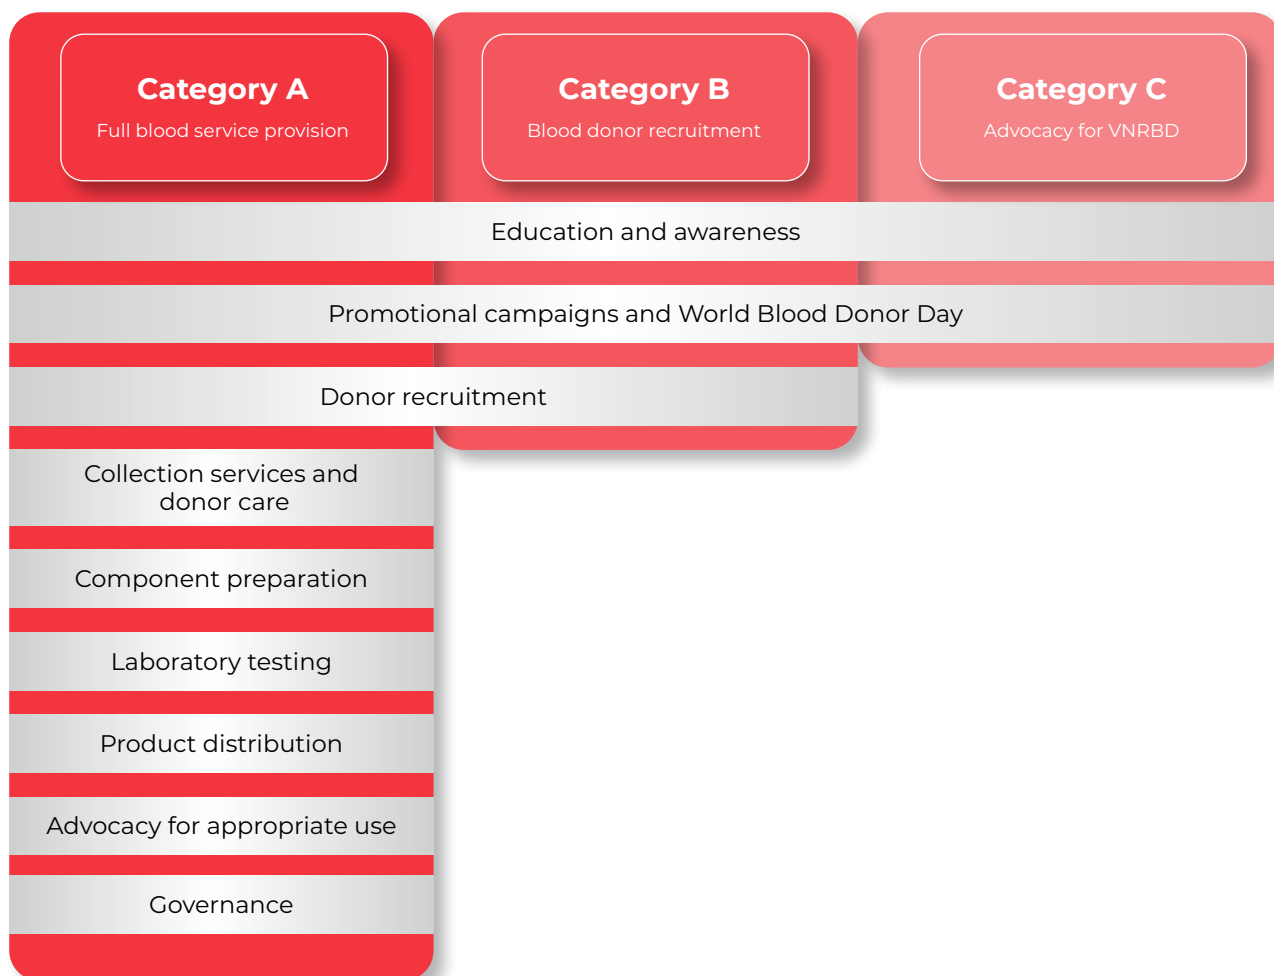 Category A
Full blood service provision
Category B
Blood donor recruitment
Category C
Advocacy for VNRBD
Education and awareness
Promotional campaigns and World Blood Donor Day
Donor recruitment
Collection services and
donor care
Component preparation
Laboratory testing
Product distribution
Advocacy for appropriate use
Governance